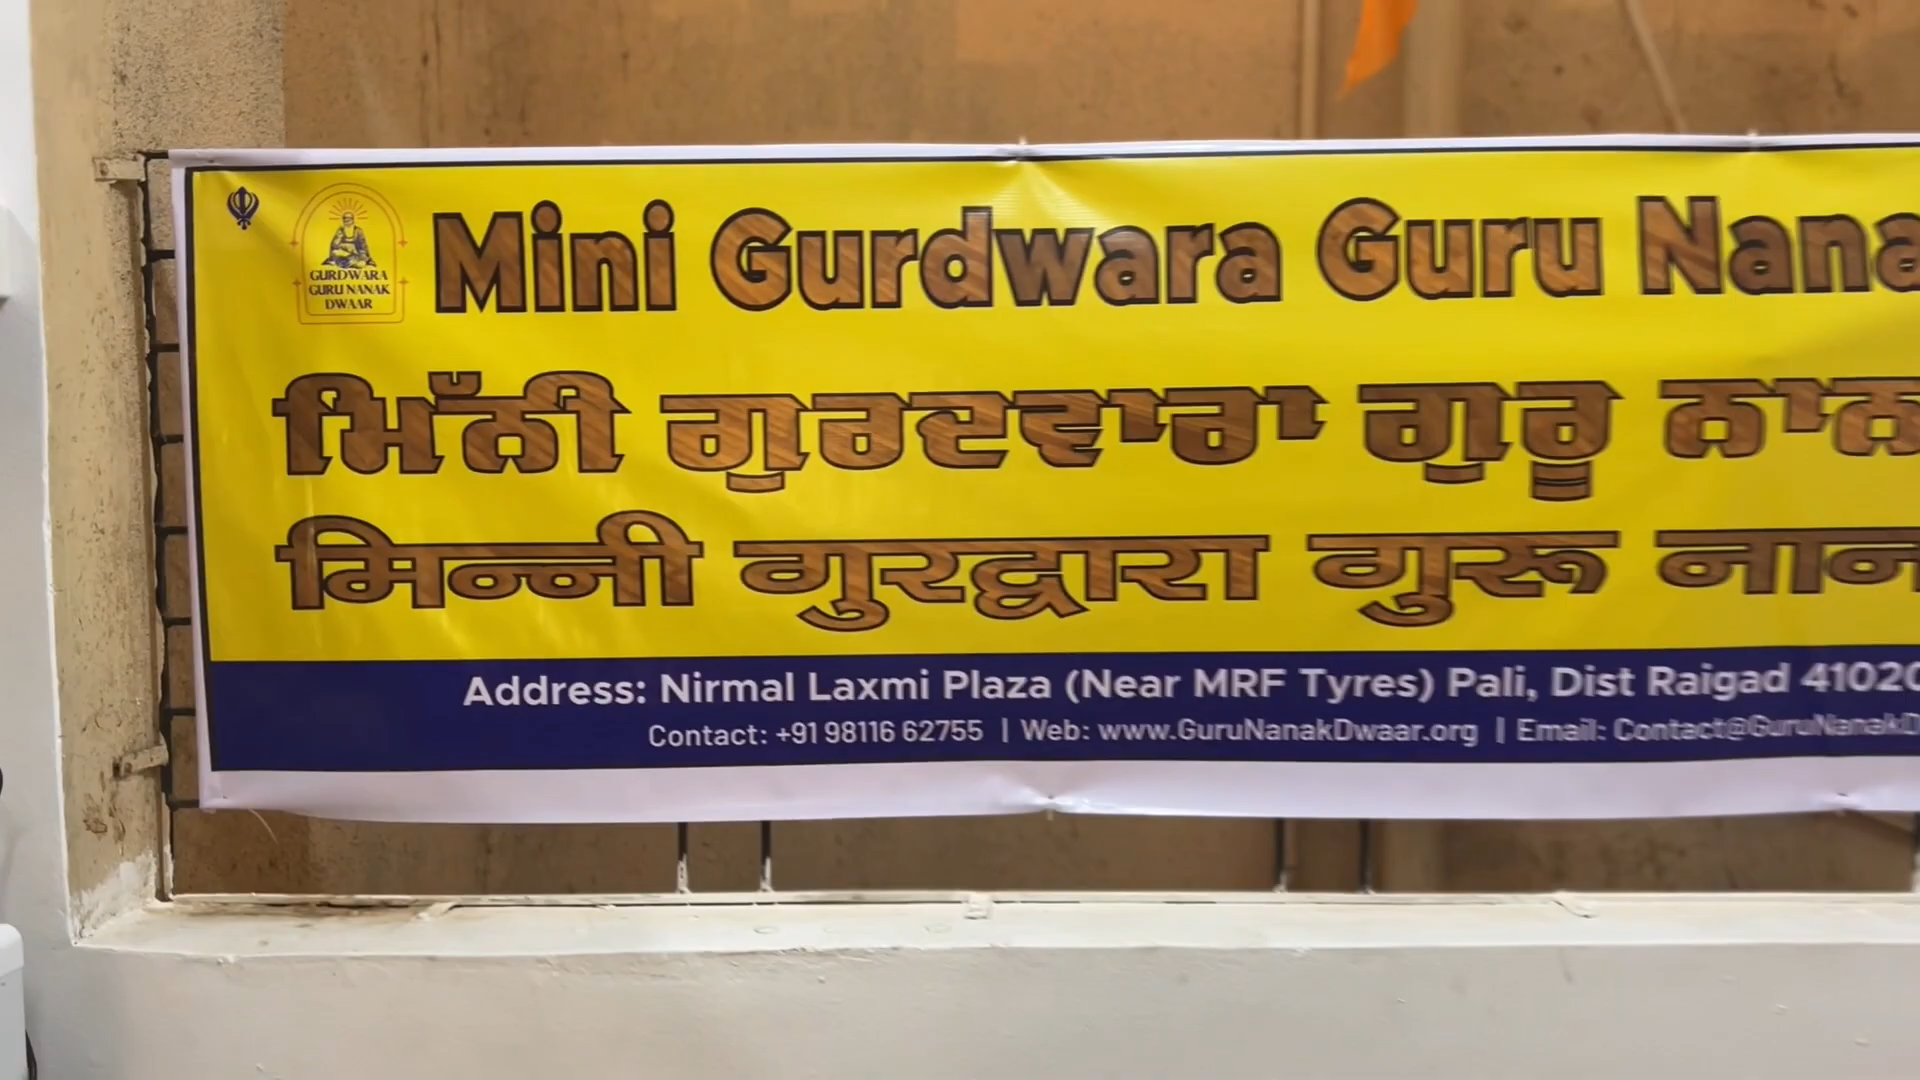 GURDWARA
GURU NANAK
DWAAR
Mini Gurdwara Guru Nana
ਮਿੱਨੀ ਗੁਰਦਵਾਰਾ ਗੁਰੂ ਨਾਨ
मिन्नी गुरद्वारा गुरू नान
Address: Nirmal Laxmi Plaza (Near MRF Tyres) Pali, Dist Raigad 41020
Contact: +91 98116 62755 | Web: www.GuruNanakDwaar.org | Email: Contact@GuruNanakD